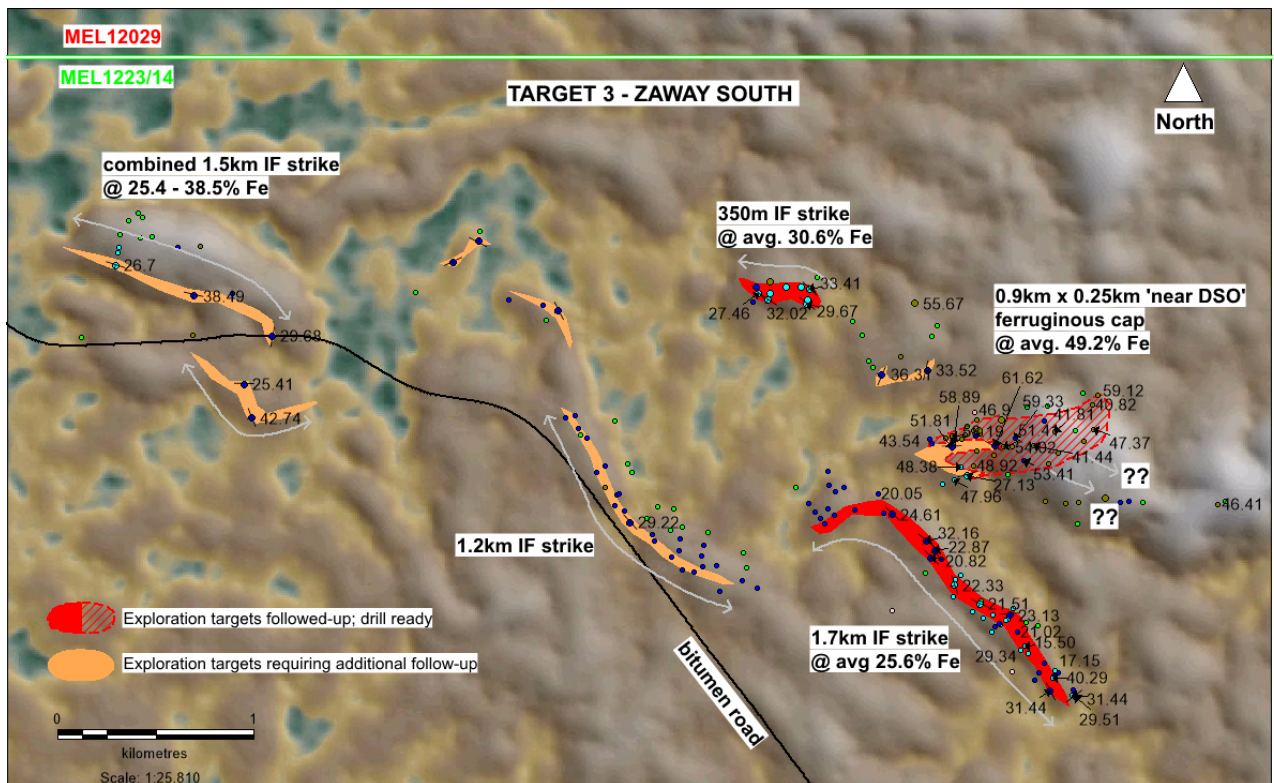 MEL12029
MEL1223/14
TARGET 3 - ZAWAY SOUTH
North
combined 1.5km IF strike
@ 25.4 - 38.5% Fe
26.7
38.49
29.68
25.41
42.74
350m IF strike
@ avg. 30.6% Fe
33.41
27.46
32.02
29.67
0.9km x 0.25km 'near DSO'
ferruginous cap
@ avg. 49.2% Fe
55.67
33.52
61.62
59.12
58.89
46.9
59.33
40.82
51.81
41.81
43.54
47.37
41.44
48.38
48.92
53.41
27.13
47.96
??
??
46.41
1.2km IF strike
29.22
20.05
24.61
32.16
22.87
20.82
22.33
21.51
23.13
21.02
15.50
29.34
17.15
40.29
31.44
31.44
29.51
1.7km IF strike
@ avg 25.6% Fe
bitumen road
Exploration targets followed-up; drill ready
Exploration targets requiring additional follow-up
0 1
kilometres
Scale: 1:25,810